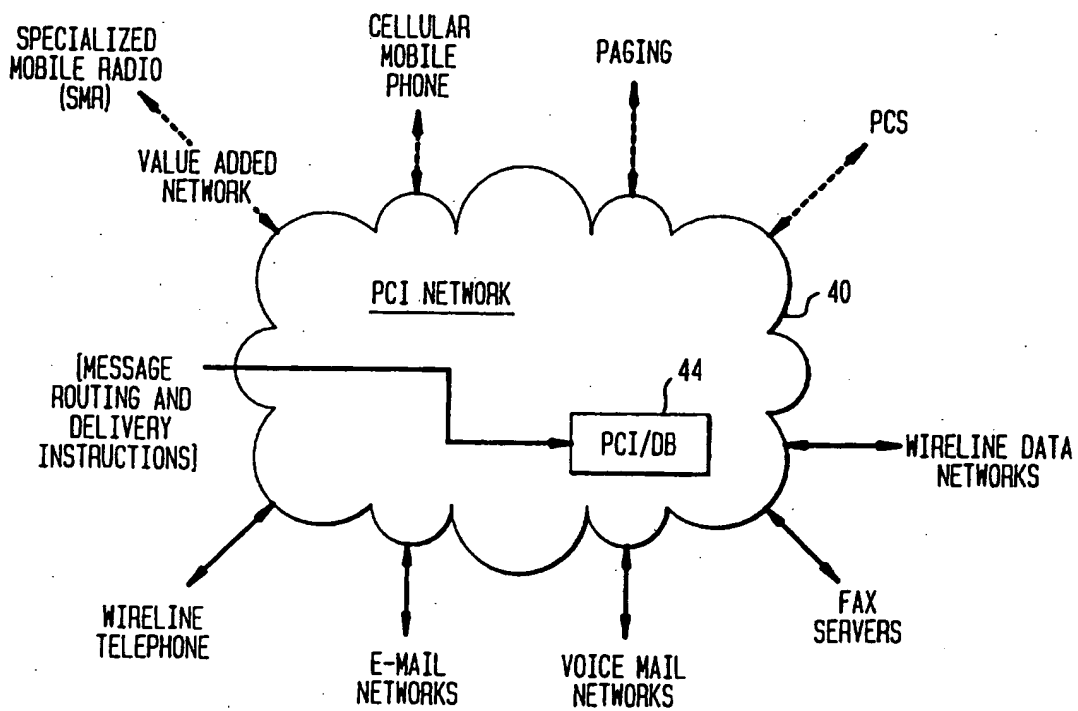 SPECIALIZED
MOBILE RADIO
(SMR)
CELLULAR
MOBILE
PHONE
PAGING
PCS
VALUE ADDED
NETWORK
PCI NETWORK
40
[MESSAGE
ROUTING AND
DELIVERY
INSTRUCTIONS]
44
PCI/DB
WIRELINE DATA
NETWORKS
WIRELINE
TELEPHONE
E-MAIL
NETWORKS
VOICE MAIL
NETWORKS
FAX
SERVERS